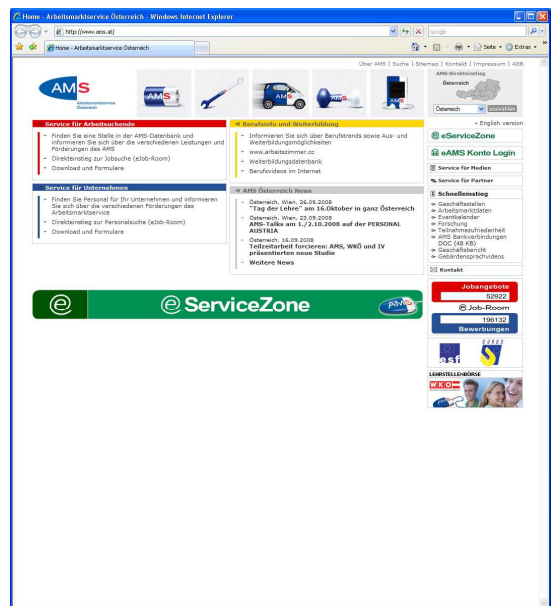 Home - Arbeitsmarktservice Österreich - Windows Internet Explorer
http://www.ams.at/
Google
Home - Arbeitsmarktservice Österreich
Seite
Extras
Über AMS | Suche | Sitemap | Kontakt | Impressum | AGB
AMS
Arbeitsmarktservice
Österreich
AMS
AMS
AMS-Direkteinstieg
Österreich
Österreich
auswählen
English version
Service für Arbeitsuchende
Finden Sie eine Stelle in der AMS-Datenbank und
informieren Sie sich über die verschiedenen Leistungen und
Förderungen des AMS
Direkteinstieg zur Jobsuche (eJob-Room)
Download und Formulare
Service für Unternehmen
Finden Sie Personal für Ihr Unternehmen und informieren
Sie sich über die verschiedenen Förderungen des
Arbeitsmarktservice
Direkteinstieg zur Personalsuche (eJob-Room)
Download und Formulare
Berufsinfo und Weiterbildung
Informieren Sie sich über Berufstrends sowie Aus- und
Weiterbildungsmöglichkeiten
www.arbeitszimmer.cc
Weiterbildungsdatenbank
Berufsvideos im Internet
AMS Österreich News
Österreich, Wien, 26.09.2008
"Tag der Lehre" am 16.Oktober in ganz Österreich
Österreich, Wien, 23.09.2008
AMS-Talks am 1./2.10.2008 auf der PERSONAL
AUSTRIA
Österreich, 16.09.2008
Teilzeitarbeit forcieren: AMS, WKÖ und IV
präsentierten neue Studie
Weitere News
eServiceZone
eAMS Konto Login
Service für Medien
Service für Partner
Schnelleinstieg
Geschäftsstellen
Arbeitsmarktdaten
Eventkalender
Forschung
Teilnahmezufriedenheit
AMS Bankverbindungen
DOC (48 KB)
Geschäftsbericht
Gebärdensprachvideos
Kontakt
Jobangebote
52922
@Job-Room
196132
Bewerbungen
@ServiceZone
AMS
esf
EURES
LEHRSTELLENBÖRSE
WKO